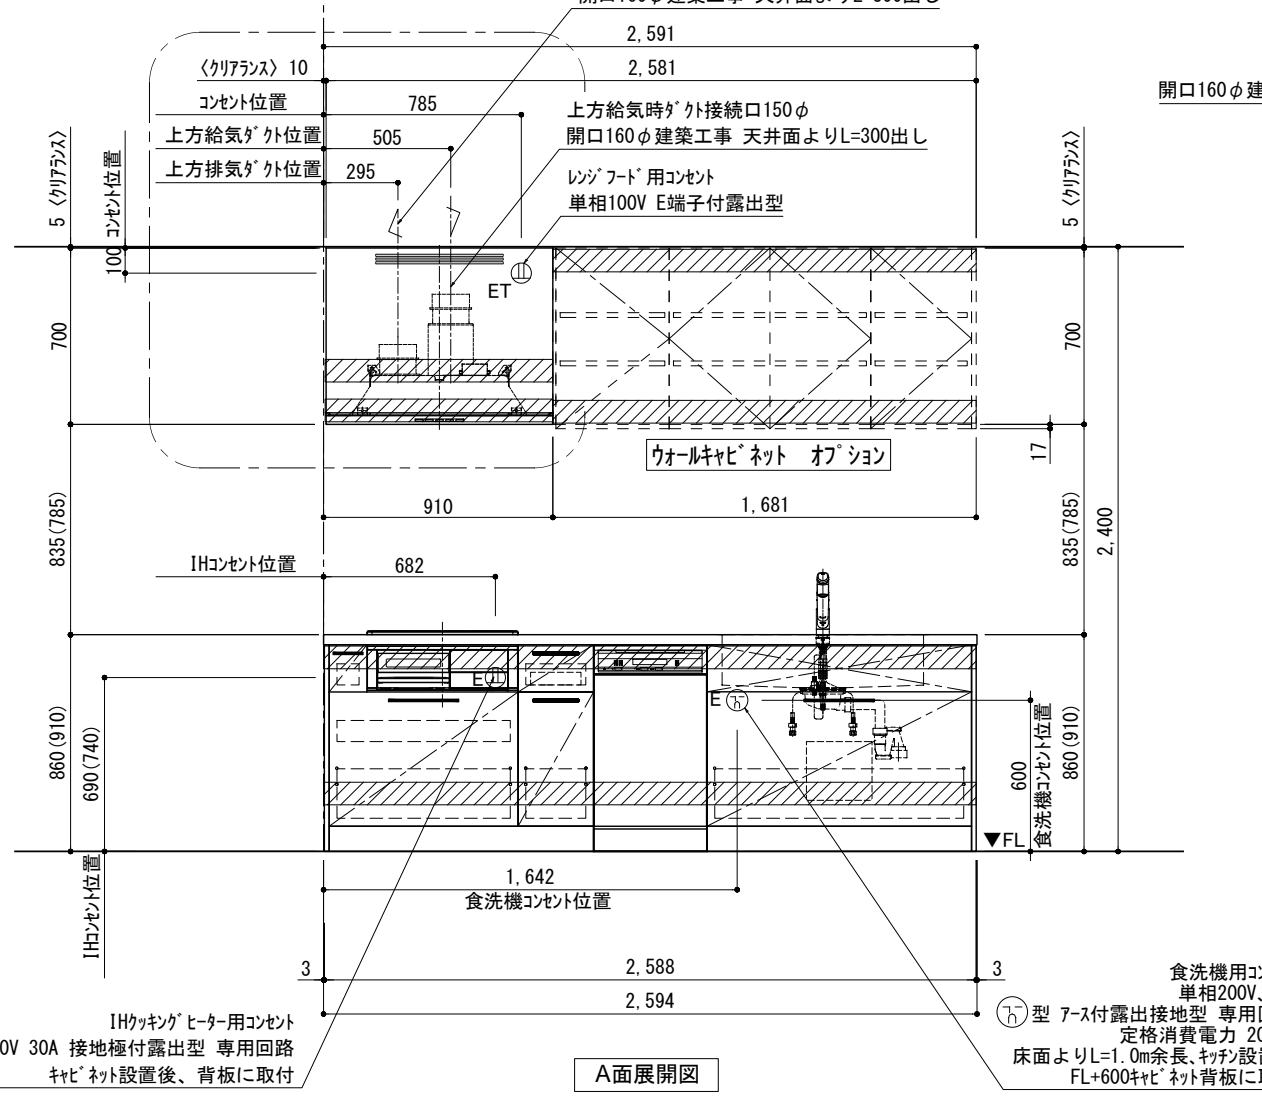 開口160φ建築工事 天井面よりL=300出し
2,591
〈クリアランス〉 10
2,581
開口160φ建
コンセント位置
785
上方給気時ダクト接続口150φ
上方給気ダクト位置
505
開口160φ建築工事 天井面よりL=300出し
上方排気ダクト位置
295
レンジフード用コンセント
単相100V E端子付露出型
5 〈クリアランス〉
100 コンセント位置
5 〈クリアランス〉
ET
700
700
ウォールキャビネット オプション
17
910
1,681
835(785)
835(785)
2,400
IHコンセント位置
682
E
E
860(910)
690(740)
600
食洗機コンセント位置
860(910)
▼FL
IHコンセント位置
1,642
食洗機コンセント位置
3
2,588
3
2,594
IHクッキングヒーター用コンセント
0V 30A 接地極付露出型 専用回路
キャビネット設置後、背板に取付
A面展開図
食洗機用コン
単相200V、
型 アース付露出接地型 専用回
定格消費電力 20
床面よりL=1.0m余長、キッチン設置
FL+600キャビネット背板に取